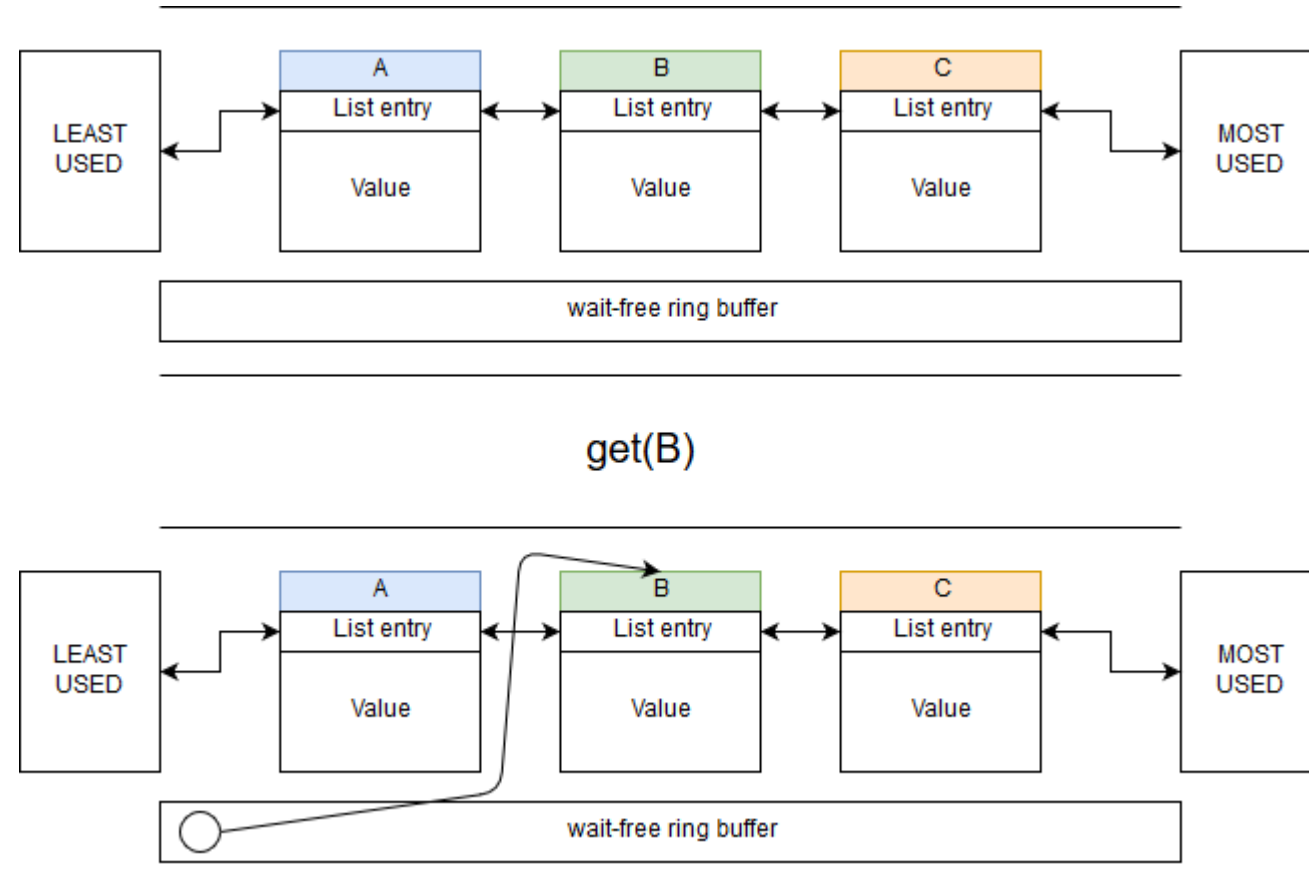 A
B
C
List entry
List entry
List entry
LEAST
USED
MOST
USED
Value
Value
Value
wait-free ring buffer
get(B)
A
B
C
List entry
List entry
List entry
LEAST
USED
MOST
USED
Value
Value
Value
wait-free ring buffer